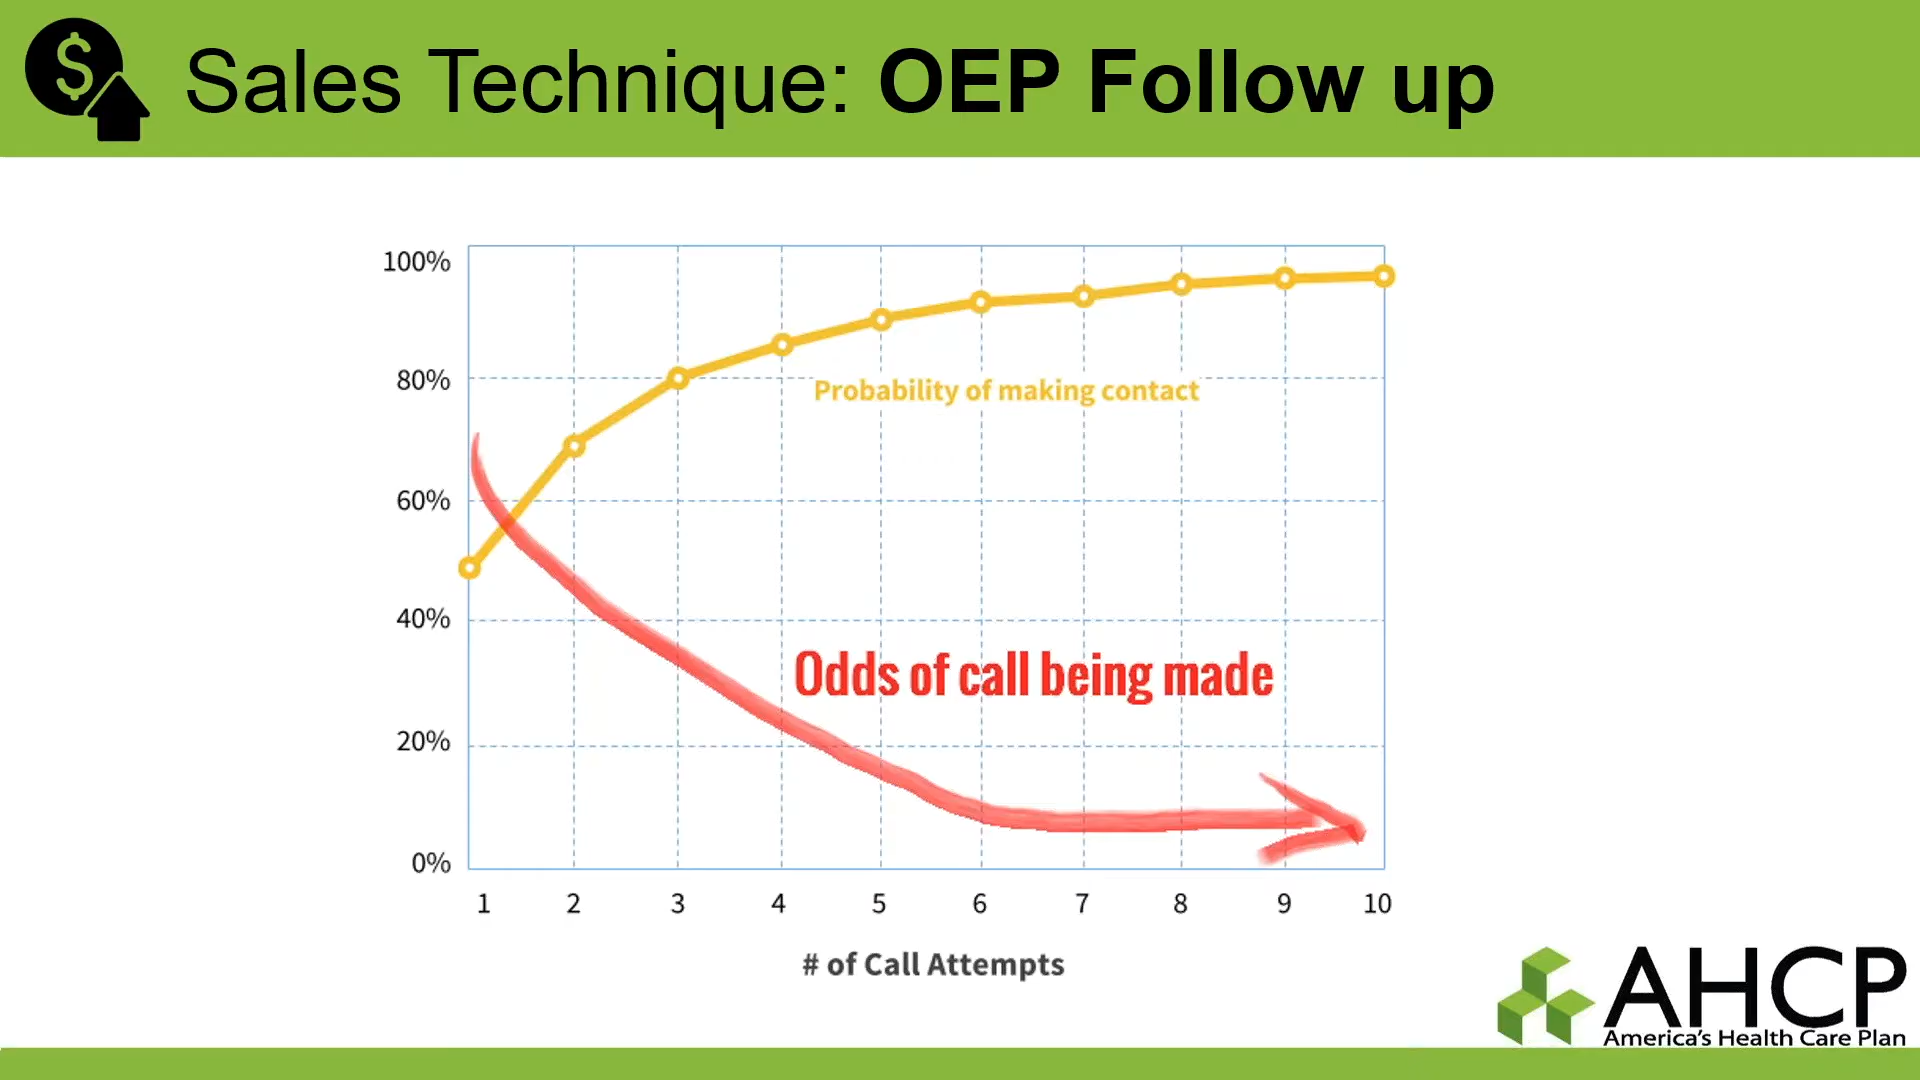 $
Sales Technique: OEP Follow up
100%
80%
60%
40%
20%
0%
Probability of making contact
Odds of call being made
1 2 3 4 5 6 7 8 9 10
# of Call Attempts
AHCP
America's Health Care Plan